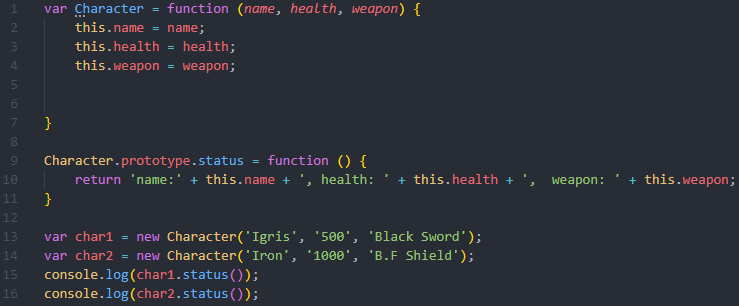 1 var Character = function (name, health, weapon) {
2     this.name = name;
3     this.health = health;
4     this.weapon = weapon;
5
6
7 }
8
9 Character.prototype.status = function () {
10     return 'name:' + this.name + ', health: ' + this.health + ',  weapon: ' + this.weapon;
11 }
12
13 var char1 = new Character('Igris', '500', 'Black Sword');
14 var char2 = new Character('Iron', '1000', 'B.F Shield');
15 console.log(char1.status());
16 console.log(char2.status());